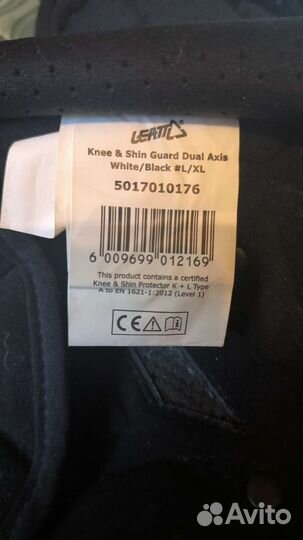 LEATT
Knee & Shin Guard Dual Axis
White/Black #L/XL
5017010176
6 009699 012169
This product contains a certified
Knee & Shin Protector K + L Type
A to EN 1621-1:2012 (Level 1)
CE
Avito